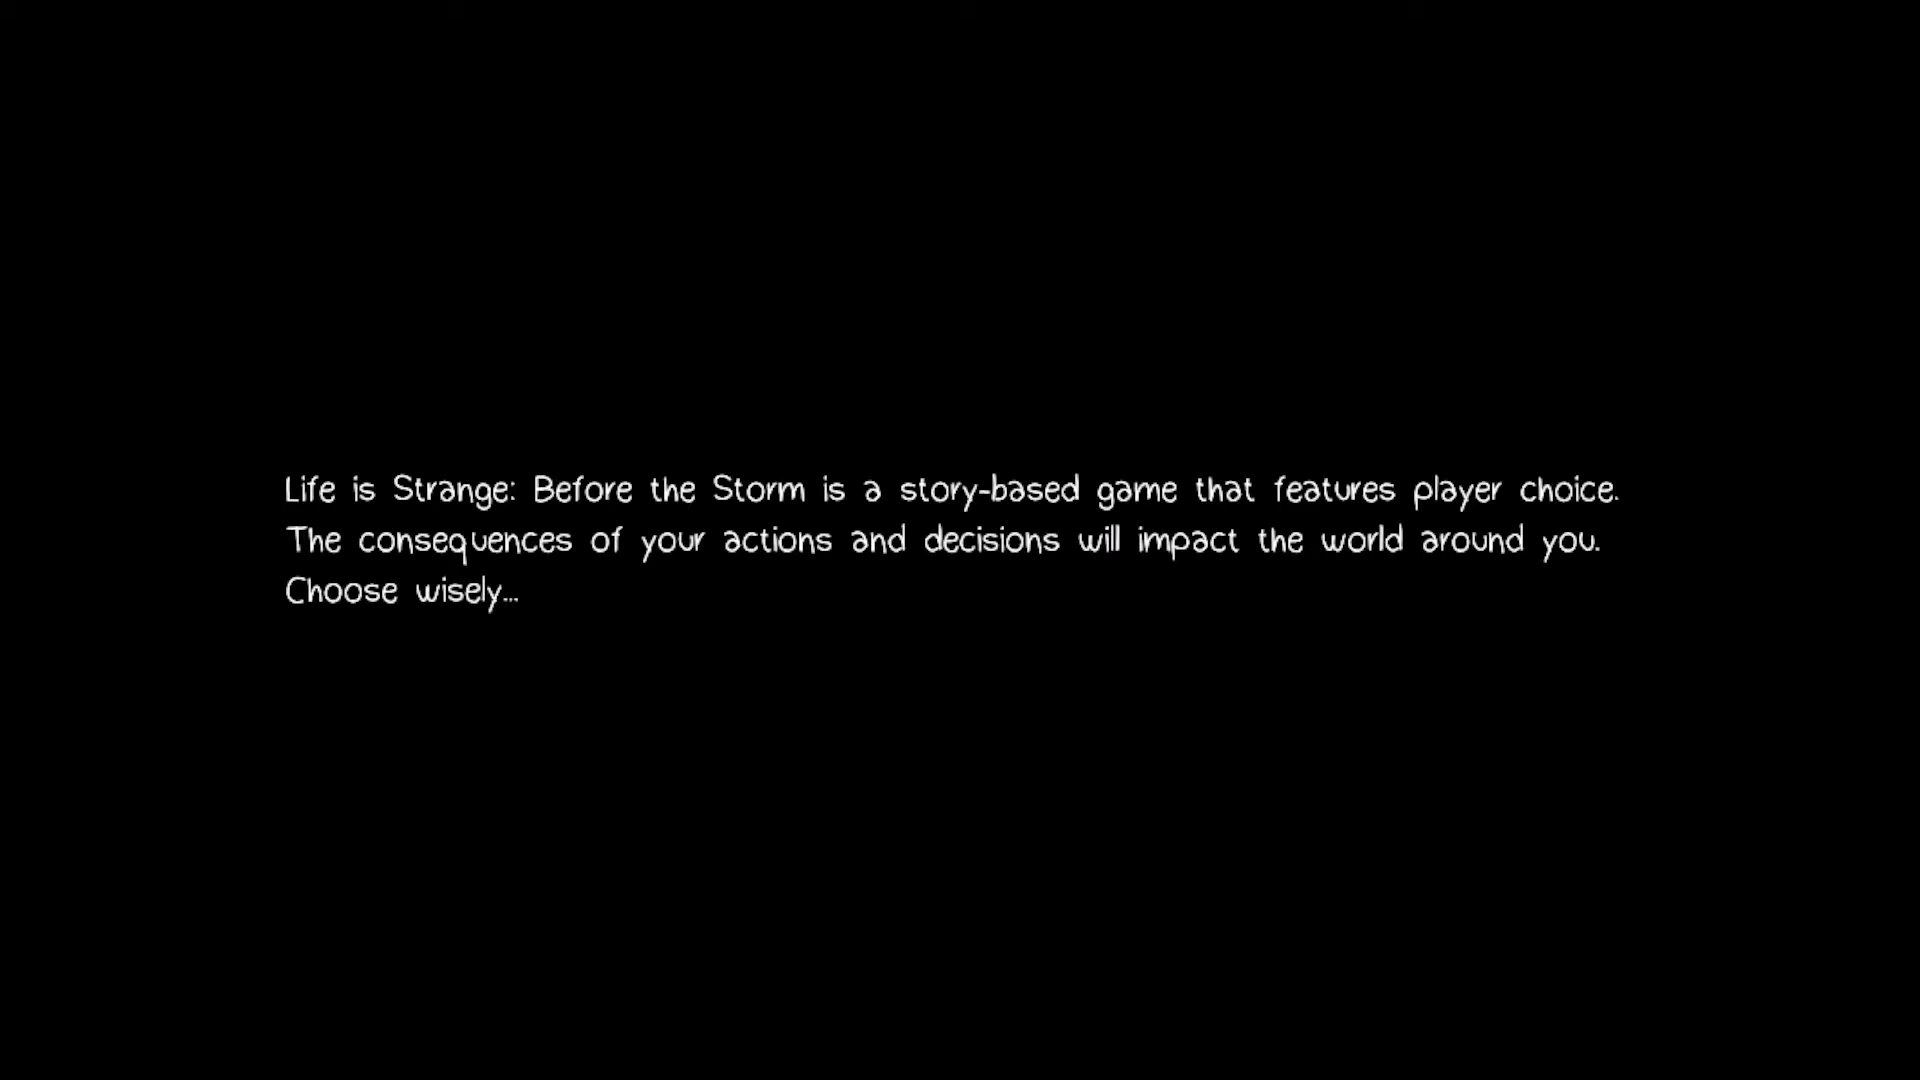 Life is Strange: Before the Storm is a story-based game that features player choice.
The consequences of your actions and decisions will impact the world around you.
Choose wisely...